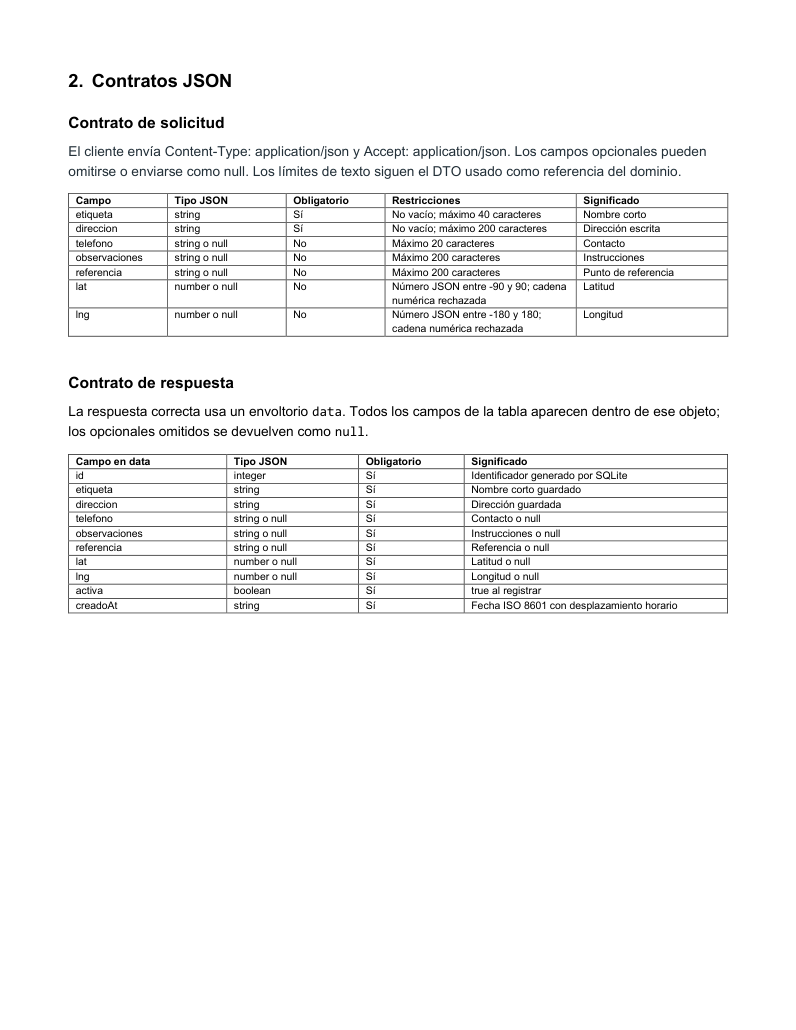 2. Contratos JSON
Contrato de solicitud
El cliente envía Content-Type: application/json y Accept: application/json. Los campos opcionales pueden
omitirse o enviarse como null. Los límites de texto siguen el DTO usado como referencia del dominio.
Campo Tipo JSON Obligatorio Restricciones Significado
etiqueta string Sí No vacío; máximo 40 caracteres Nombre corto
direccion string Sí No vacío; máximo 200 caracteres Dirección escrita
telefono string o null No Máximo 20 caracteres Contacto
observaciones string o null No Máximo 200 caracteres Instrucciones
referencia string o null No Máximo 200 caracteres Punto de referencia
lat number o null No Número JSON entre -90 y 90; cadena Latitud
numérica rechazada
lng number o null No Número JSON entre -180 y 180; Longitud
cadena numérica rechazada
Contrato de respuesta
La respuesta correcta usa un envoltorio data. Todos los campos de la tabla aparecen dentro de ese objeto;
los opcionales omitidos se devuelven como null.
Campo en data Tipo JSON Obligatorio Significado
id integer Sí Identificador generado por SQLite
etiqueta string Sí Nombre corto guardado
direccion string Sí Dirección guardada
telefono string o null Sí Contacto o null
observaciones string o null Sí Instrucciones o null
referencia string o null Sí Referencia o null
lat number o null Sí Latitud o null
lng number o null Sí Longitud o null
activa boolean Sí true al registrar
creadoAt string Sí Fecha ISO 8601 con desplazamiento horario